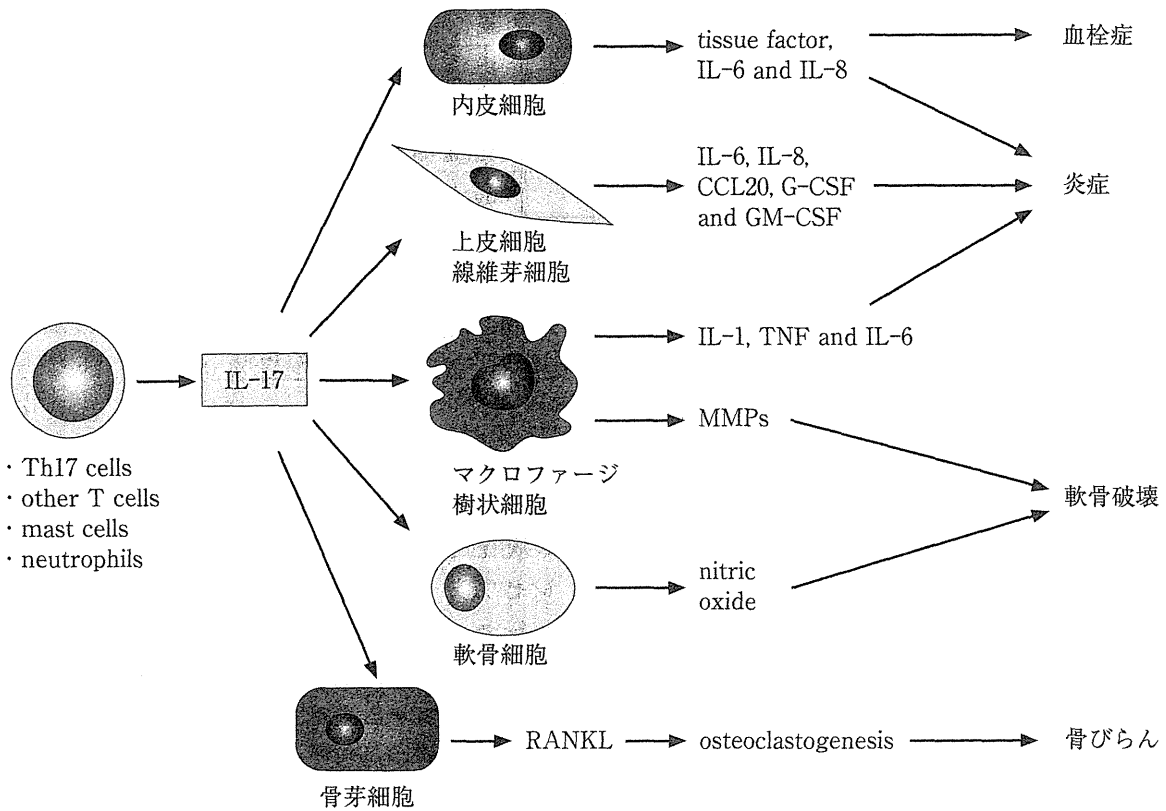 tissue factor,
IL-6 and IL-8
血栓症
内皮細胞
IL-6, IL-8,
CCL20, G-CSF
and GM-CSF
炎症
上皮細胞
線維芽細胞
IL-17
IL-1, TNF and IL-6
MMPs
マクロファージ
樹状細胞
軟骨破壊
· Th17 cells
· other T cells
· mast cells
· neutrophils
nitric
oxide
軟骨細胞
RANKL
osteoclastogenesis
骨びらん
骨芽細胞